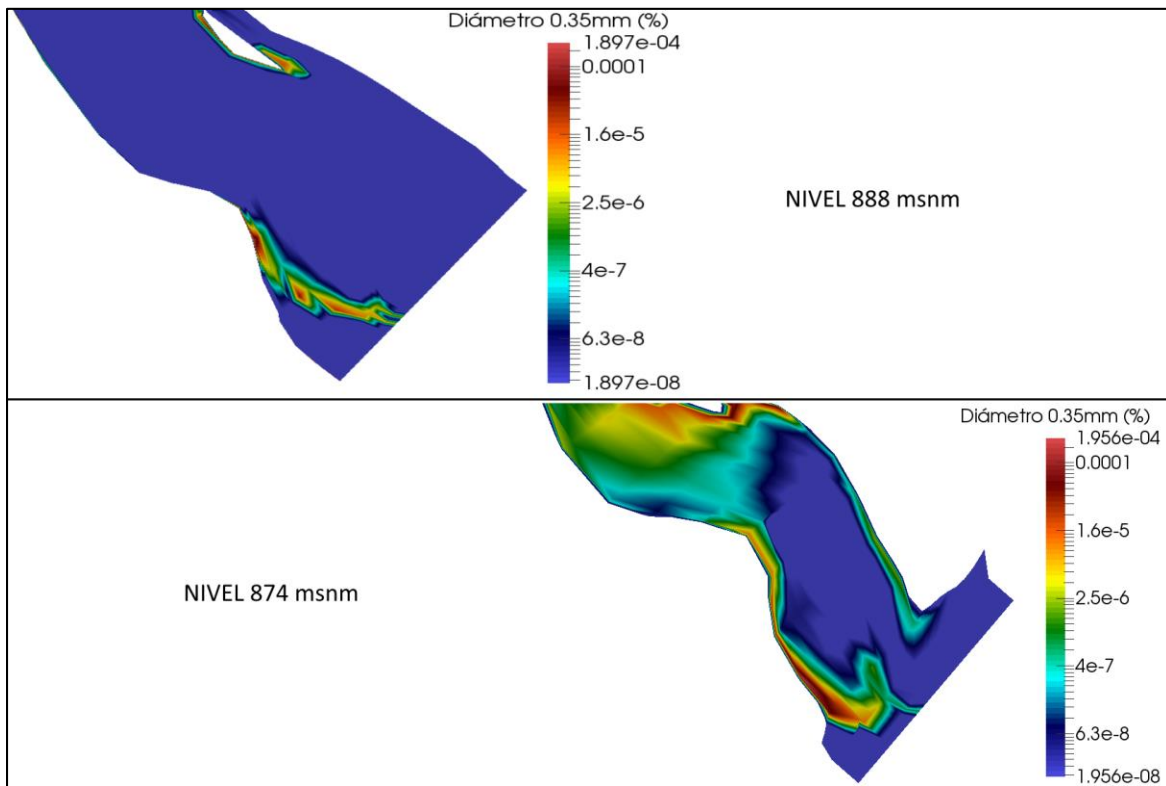 Diámetro 0.35mm (%)
1.897e-04
0.0001
1.6e-5
2.5e-6
4e-7
6.3e-8
1.897e-08
NIVEL 888 msnm
Diámetro 0.35mm (%)
1.956e-04
0.0001
1.6e-5
2.5e-6
4e-7
6.3e-8
1.956e-08
NIVEL 874 msnm